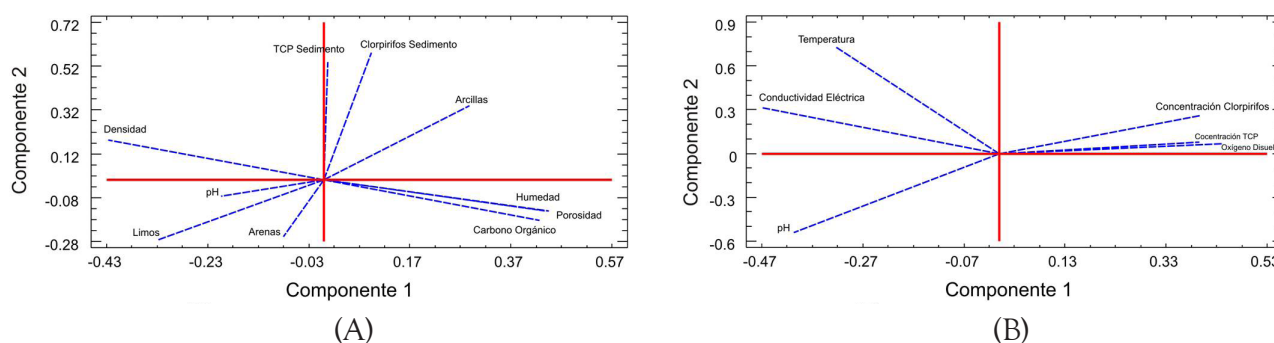 0.72
0.52
0.32
0.12
-0.08
-0.28
Componente 2
TCP Sedimento
Clorpirifos Sedimento
Arcillas
Densidad
pH
Limos
Arenas
Humedad
Porosidad
Carbono Orgánico
-0.43
-0.23
-0.03
0.17
0.37
0.57
Componente 1
(A)
0.9
0.6
0.3
0
-0.3
-0.6
Componente 2
Temperatura
Conductividad Eléctrica
Concentración Clorpirifos
Cocentración TCP
Oxígeno Disuel
pH
-0.47
-0.27
-0.07
0.13
0.33
0.53
Componente 1
(B)